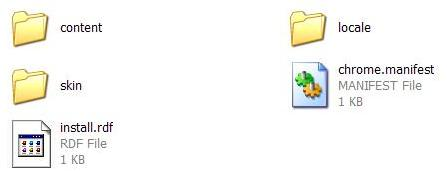 content
locale
skin
chrome.manifest
MANIFEST File
1 KB
install.rdf
RDF File
1 KB